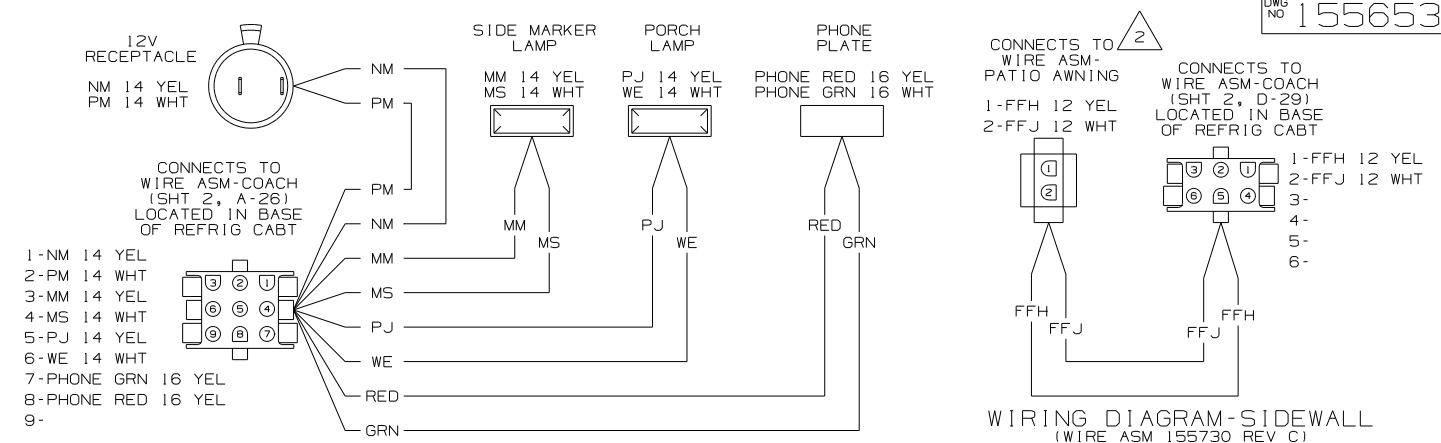 DWG
NO 155653
12V
RECEPTACLE
NM 14 YEL
PM 14 WHT
NM
PM
SIDE MARKER
LAMP
MM 14 YEL
MS 14 WHT
PORCH
LAMP
PJ 14 YEL
WE 14 WHT
PHONE
PLATE
PHONE RED 16 YEL
PHONE GRN 16 WHT
CONNECTS TO
WIRE ASM-COACH
(SHT 2, A-26)
LOCATED IN BASE
OF REFRIG CABT
1-NM 14 YEL
2-PM 14 WHT
3-MM 14 YEL
4-MS 14 WHT
5-PJ 14 YEL
6-WE 14 WHT
7-PHONE GRN 16 YEL
8-PHONE RED 16 YEL
9-
3 2 1
6 5 4
9 8 7
PM
NM
MM
MS
PJ
WE
RED
GRN
MM
MS
PJ
WE
RED
GRN
CONNECTS TO
WIRE ASM-
PATIO AWNING
2
1-FFH 12 YEL
2-FFJ 12 WHT
1
2
CONNECTS TO
WIRE ASM-COACH
(SHT 2, D-29)
LOCATED IN BASE
OF REFRIG CABT
3 2 1
6 5 4
1-FFH 12 YEL
2-FFJ 12 WHT
3-
4-
5-
6-
FFH
FFJ
FFJ
FFH
WIRING DIAGRAM-SIDEWALL
(WIRE ASM 155730 REV C)